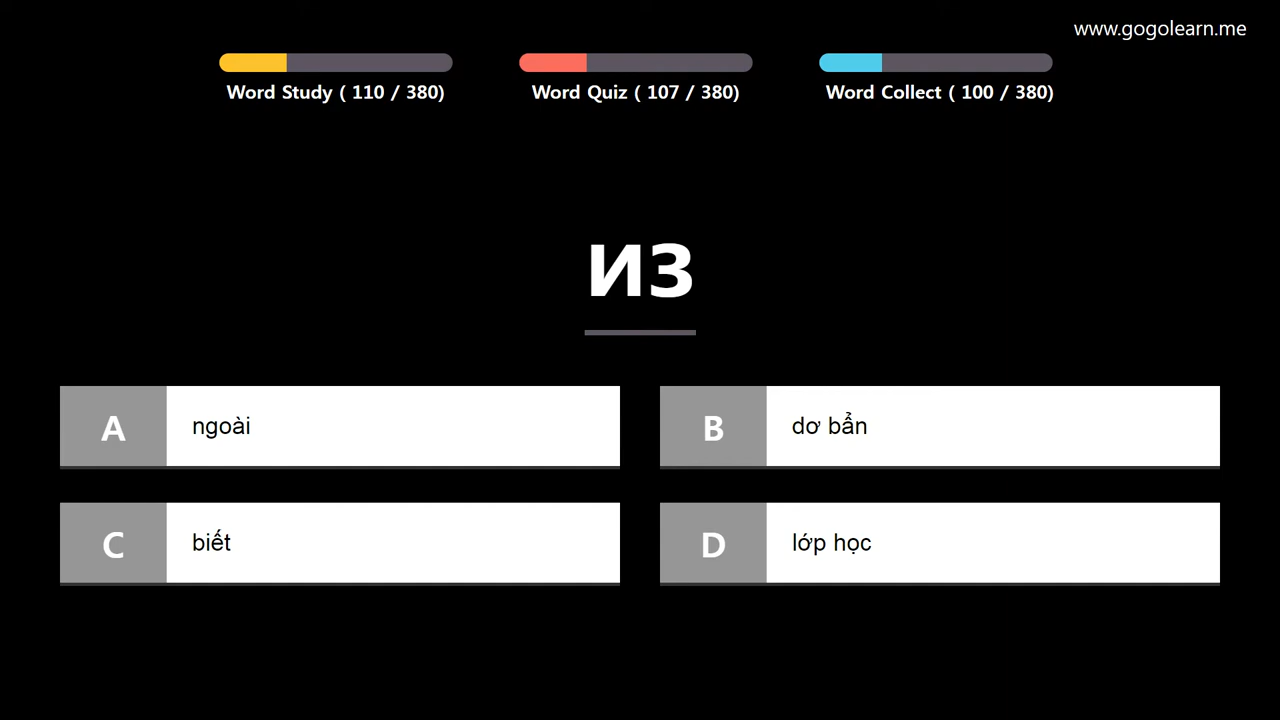 www.gogolearn.me
Word Study ( 110 / 380)
Word Quiz ( 107 / 380)
Word Collect ( 100 / 380)
из
A ngoài
B dơ bẩn
C biết
D lớp học